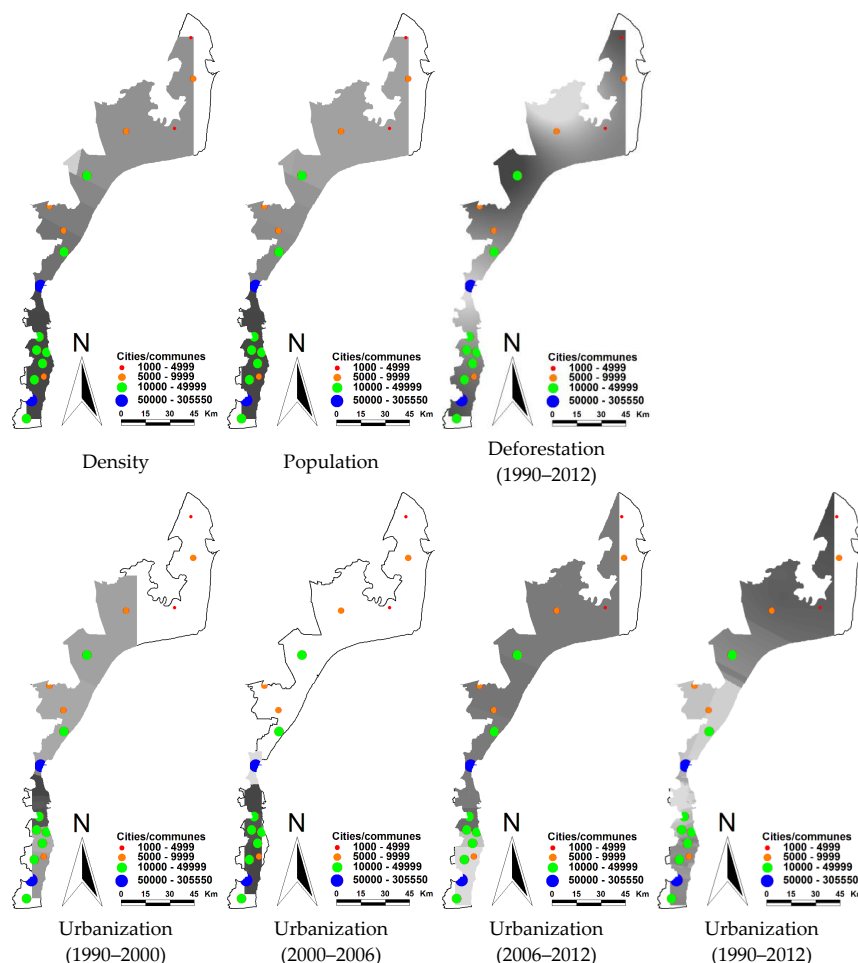 N
Cities/communes
1000 - 4999
5000 - 9999
10000 - 49999
50000 - 305550
0 15 30 45 Km
Density
N
Cities/communes
1000 - 4999
5000 - 9999
10000 - 49999
50000 - 305550
0 15 30 45 Km
Population
N
Cities/communes
1000 - 4999
5000 - 9999
10000 - 49999
50000 - 305550
0 15 30 45 Km
Deforestation
(1990–2012)
N
Cities/communes
1000 - 4999
5000 - 9999
10000 - 49999
50000 - 305550
0 15 30 45 Km
Urbanization
(1990–2000)
N
Cities/communes
1000 - 4999
5000 - 9999
10000 - 49999
50000 - 305550
0 15 30 45 Km
Urbanization
(2000–2006)
N
Cities/communes
1000 - 4999
5000 - 9999
10000 - 49999
50000 - 305550
0 15 30 45 Km
Urbanization
(2006–2012)
N
Cities/communes
1000 - 4999
5000 - 9999
10000 - 49999
50000 - 305550
0 15 30 45 Km
Urbanization
(1990–2012)